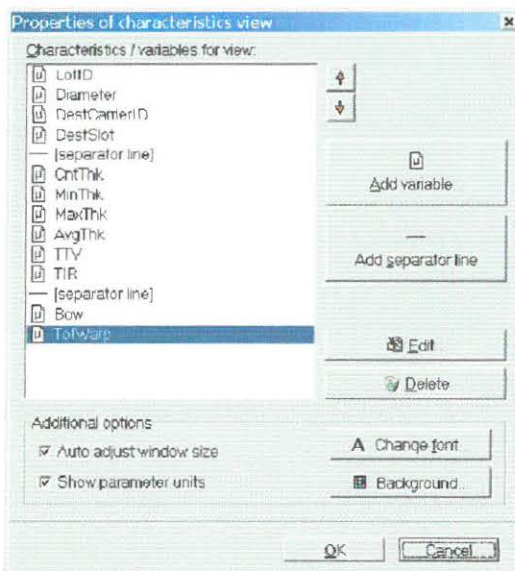 Properties of characteristics view
Characteristics / variables for view:
LotID
Diameter
DestCarrierID
DestSlot
[separator line]
CntThk
MinThk
MaxThk
AvgThk
TTV
TIR
[separator line]
Bow
TotWarp
Add variable
Add separator line
Edit
Delete
Additional options
Auto adjust window size
Show parameter units
A Change font
Background...
OK
Cancel